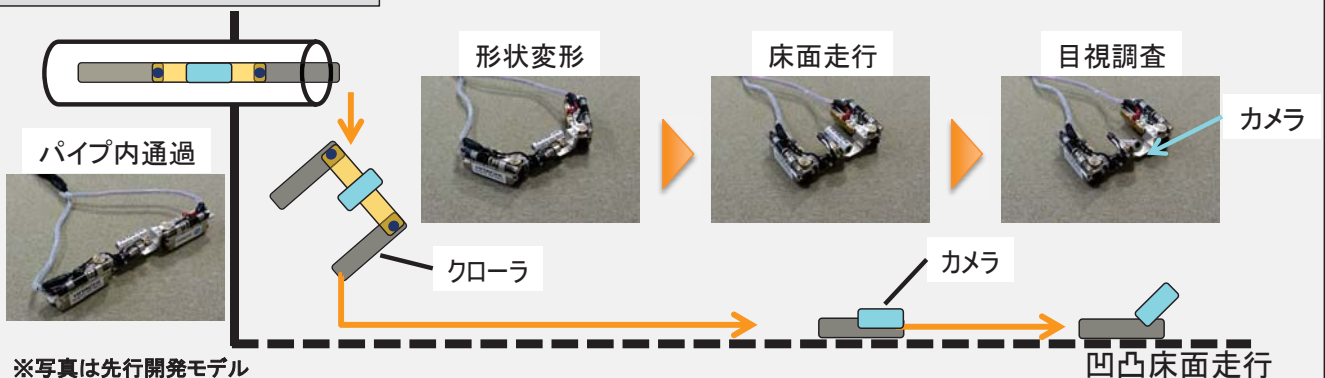 形状変形
床面走行
目視調査
カメラ
パイプ内通過
クローラ
カメラ
※写真は先行開発モデル
凹凸床面走行